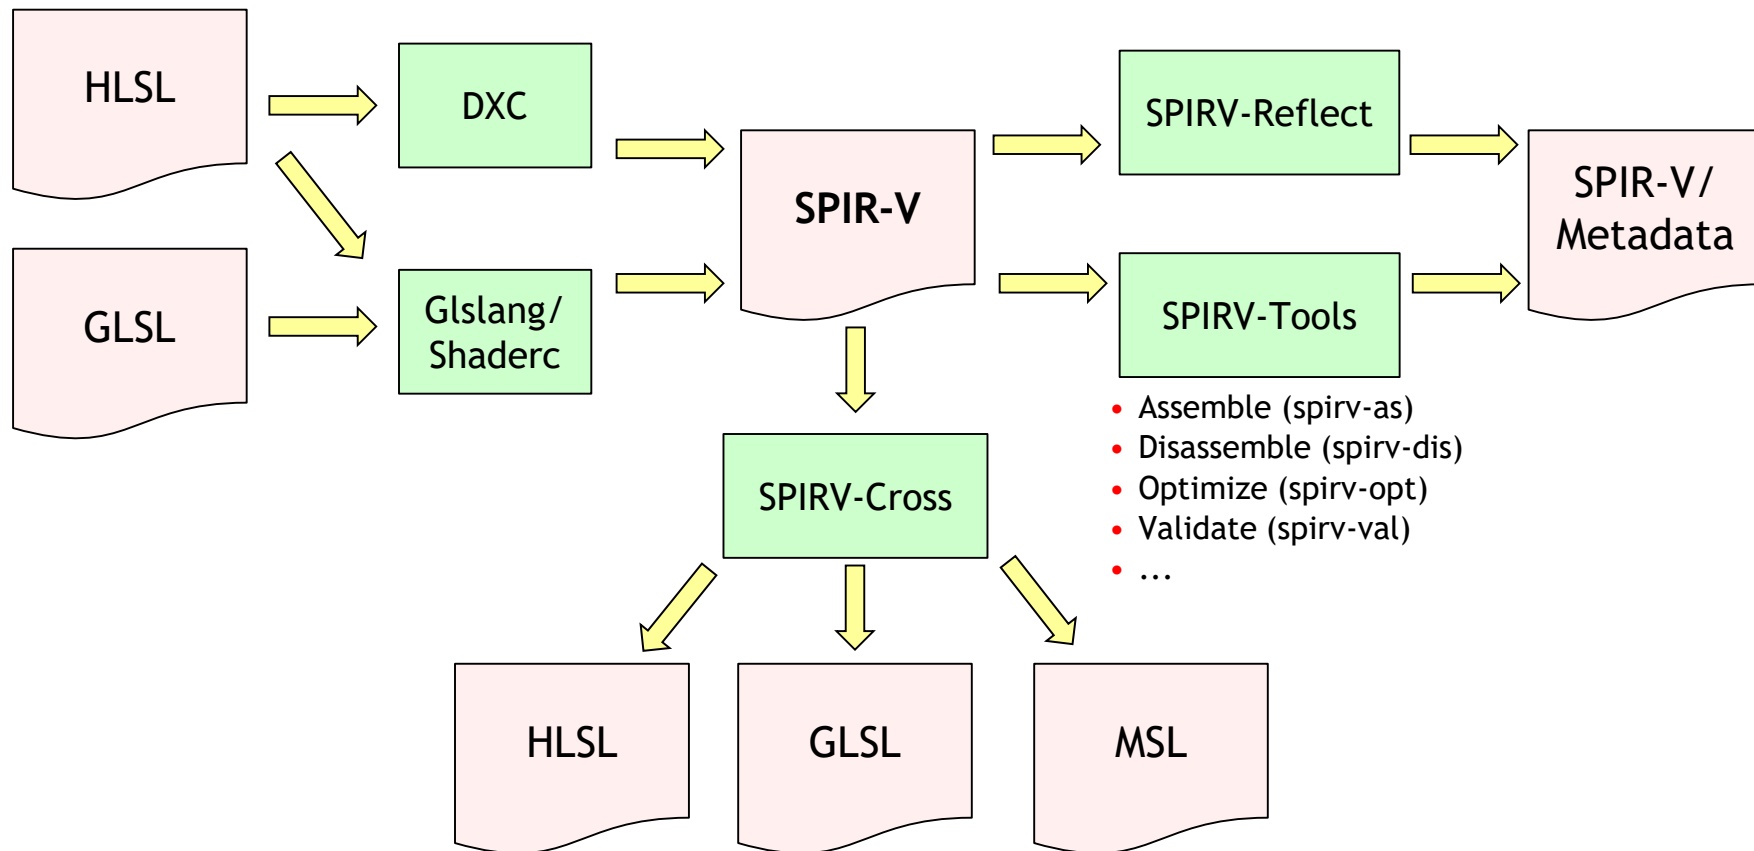 HLSL
DXC
SPIRV-Reflect
SPIR-V
SPIR-V/
Metadata
GLSL
Glslang/
Shaderc
SPIRV-Tools
• Assemble (spirv-as)
• Disassemble (spirv-dis)
• Optimize (spirv-opt)
• Validate (spirv-val)
• ...
SPIRV-Cross
HLSL
GLSL
MSL